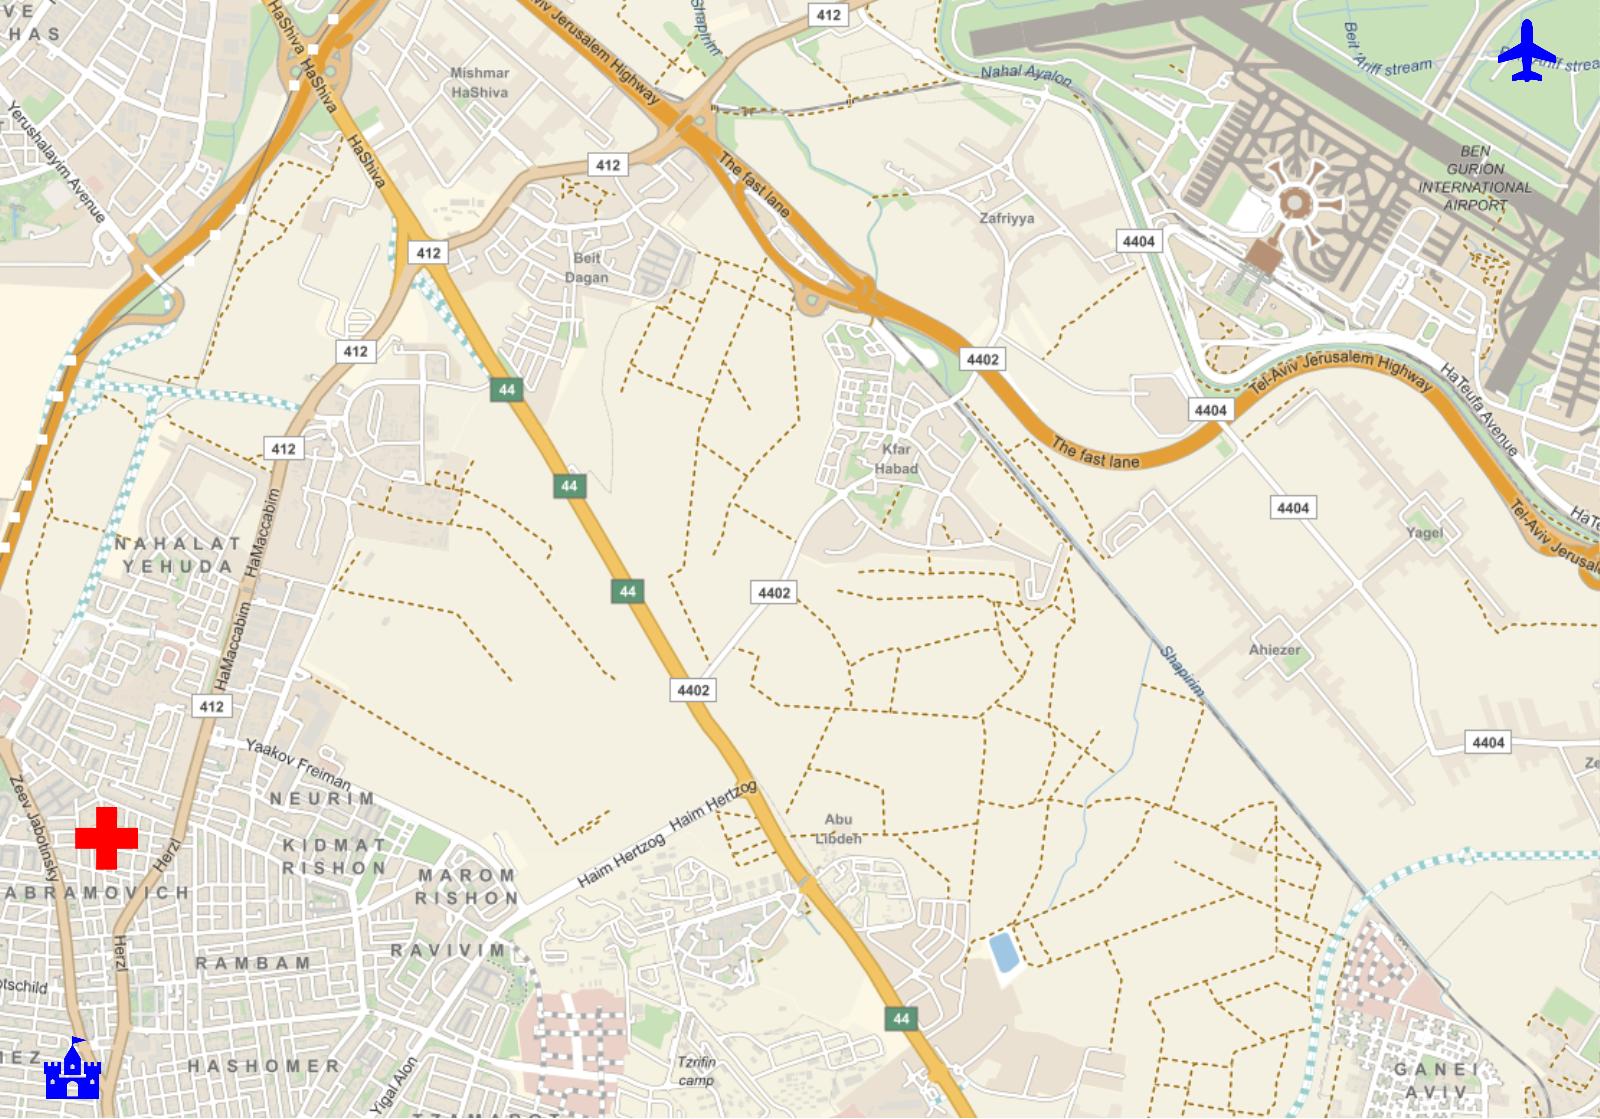 HAS
Shapirim
412
HaShiva
HaShiva
HaShiva
Tel-Aviv Jerusalem Highway
Mishmar
HaShiva
Nahal Ayalon
Beit 'Ariff stream
Yerushalayim Avenue
412
The fast lane
BEN
GURION
INTERNATIONAL
AIRPORT
Zafriyya
4404
412
Beit
Dagan
412
4402
Tel-Aviv Jerusalem Highway
HaTeufa Avenue
44
4404
412
Kfar
Habad
The fast lane
44
4404
HaMaccabim
Yagel
Tel-Aviv Jerusale
NAHALAT
YEHUDA
HaMaccabim
44
4402
Ahiezer
Shapirim
4402
412
4404
Yaakov Freiman
Zeev Jabotinsky
NEURIM
Haim Hertzog
Haim Hertzog
Abu
Libdeh
KIDMAT
RISHON
Herzl
MAROM
RISHON
ABRAMOVICH
RAVIVIM
Herzl
RAMBAM
44
HASHOMER
Yigal Alon
Tzrifin
camp
GANEI
AVIV